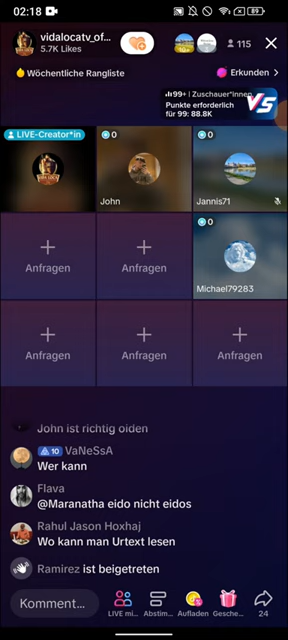 02:18
89
vidalocatv_of...
5.7K Likes
10
115
Wöchentliche Rangliste
Erkunden >
99+ | Zuschauer*innen
Punkte erforderlich
für 99: 88.8K
VS
LIVE-Creator*in
0
John
0
Jannis71
Anfragen
Anfragen
0
Michael79283
Anfragen
Anfragen
Anfragen
John ist richtig
10 VaNeSsA
Wer kann
Flava
@Maranatha eido nicht eidos
Rahul Jason Hoxhaj
Wo kann man Urtext lesen
Ramirez ist beigetreten
Komment...
LIVE mi...
Abstim...
Aufladen
Gesche...
24